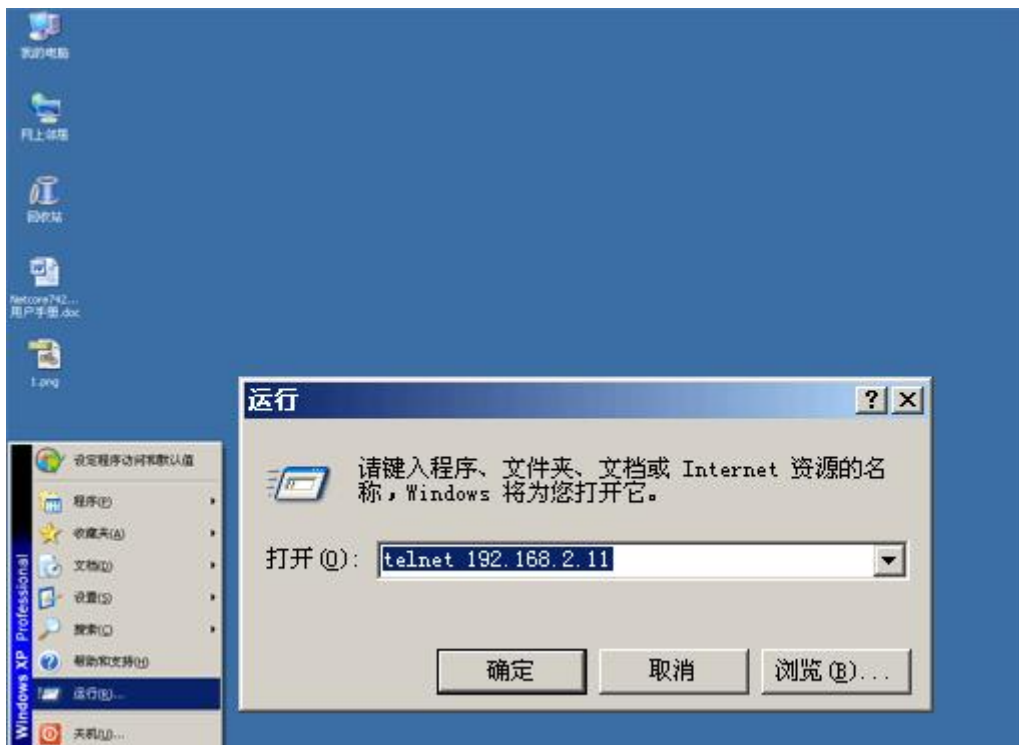 我的电脑
网上邻居
回收站
Netcore742...
用户手册.doc
1.png
运行
请键入程序、文件夹、文档或 Internet 资源的名
称，Windows 将为您打开它。
打开(O): telnet 192.168.2.11
确定 取消 浏览(B)...
设定程序访问和默认值
程序(P)
收藏夹(A)
文档(D)
设置(S)
搜索(C)
帮助和支持(H)
运行(R)...
关机(U)...
Windows XP Professional